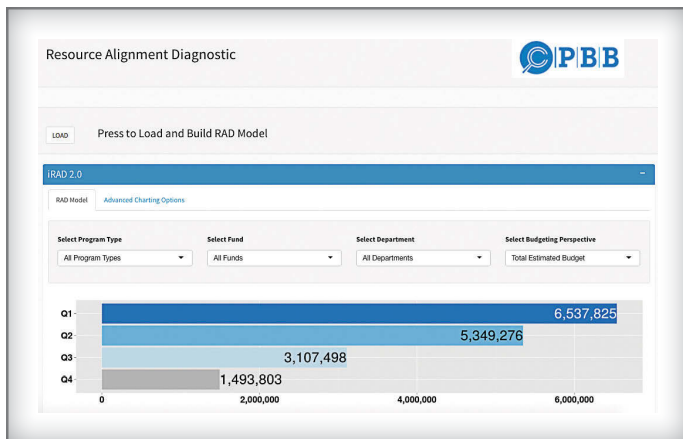 Resource Alignment Diagnostic
PBB
LOAD Press to Load and Build RAD Model
iRAD 2.0 –
RAD Model Advanced Charting Options
Select Program Type Select Fund Select Department Select Budgeting Perspective
All Program Types All Funds All Departments Total Estimated Budget
Q1 6,537,825
Q2 5,349,276
Q3 3,107,498
Q4 1,493,803
0 2,000,000 4,000,000 6,000,000